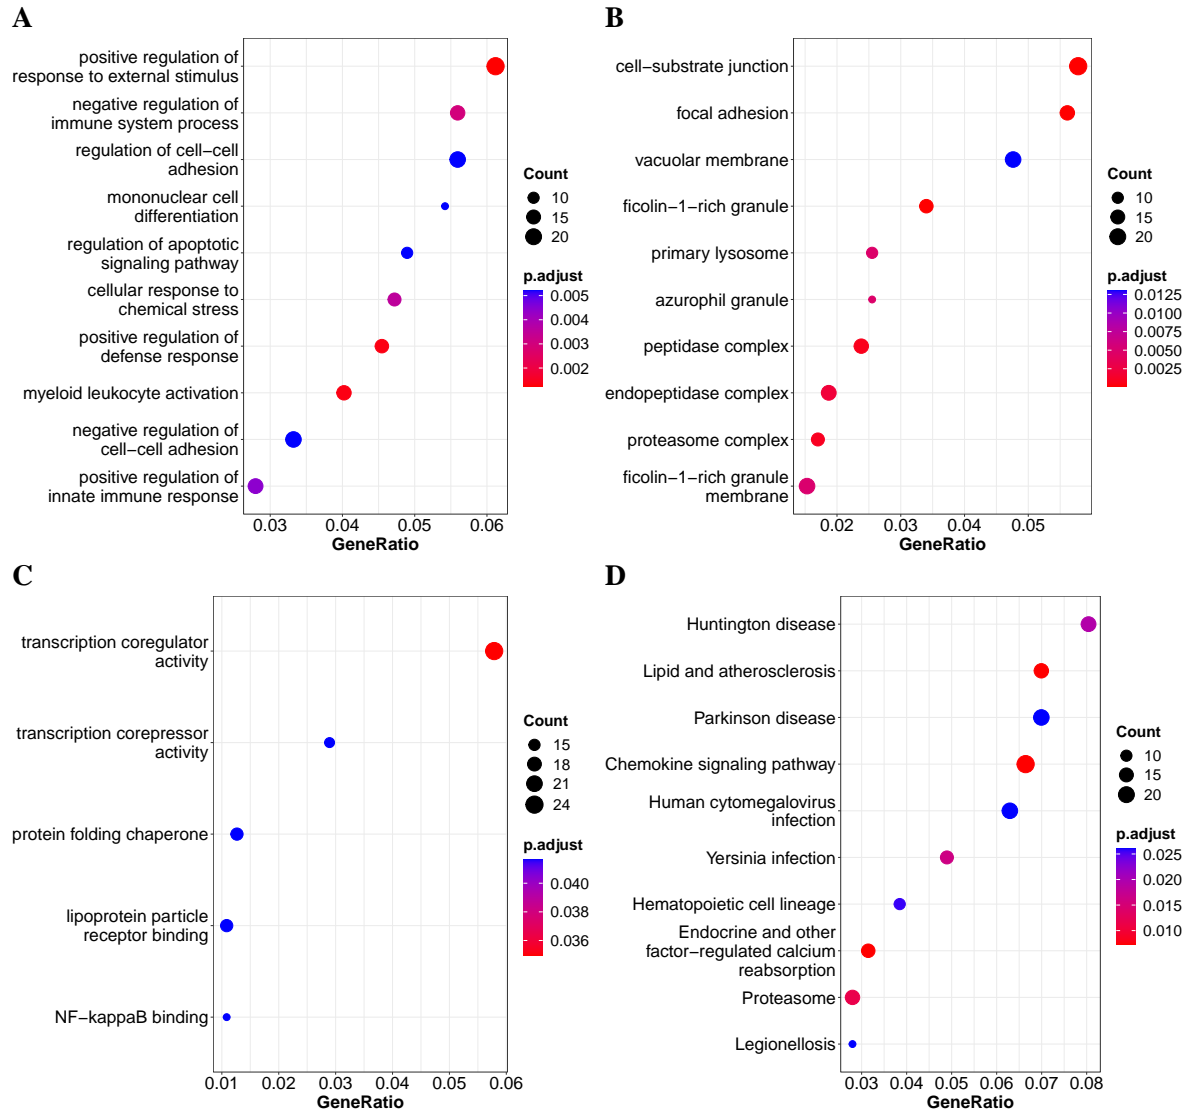 A
positive regulation of
response to external stimulus
negative regulation of
immune system process
regulation of cell−cell
adhesion
mononuclear cell
differentiation
regulation of apoptotic
signaling pathway
cellular response to
chemical stress
positive regulation of
defense response
myeloid leukocyte activation
negative regulation of
cell−cell adhesion
positive regulation of
innate immune response
0.03 0.04 0.05 0.06
GeneRatio
Count
10
15
20
p.adjust
0.005
0.004
0.003
0.002
B
cell−substrate junction
focal adhesion
vacuolar membrane
ficolin−1−rich granule
primary lysosome
azurophil granule
peptidase complex
endopeptidase complex
proteasome complex
ficolin−1−rich granule
membrane
0.02 0.03 0.04 0.05
GeneRatio
Count
10
15
20
p.adjust
0.0125
0.0100
0.0075
0.0050
0.0025
C
transcription coregulator
activity
transcription corepressor
activity
protein folding chaperone
lipoprotein particle
receptor binding
NF−kappaB binding
0.01 0.02 0.03 0.04 0.05 0.06
GeneRatio
Count
15
18
21
24
p.adjust
0.040
0.038
0.036
D
Huntington disease
Lipid and atherosclerosis
Parkinson disease
Chemokine signaling pathway
Human cytomegalovirus
infection
Yersinia infection
Hematopoietic cell lineage
Endocrine and other
factor−regulated calcium
reabsorption
Proteasome
Legionellosis
0.03 0.04 0.05 0.06 0.07 0.08
GeneRatio
Count
10
15
20
p.adjust
0.025
0.020
0.015
0.010